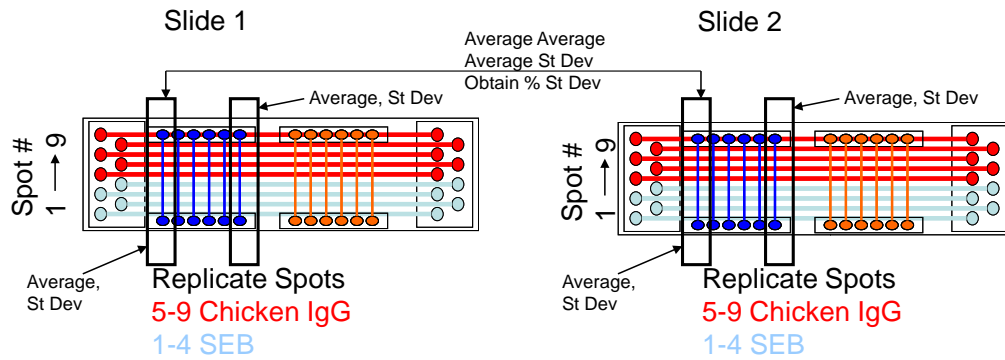 Slide 1
Slide 2
Average Average
Average St Dev
Obtain % St Dev
Average, St Dev
Average, St Dev
Spot #
1 → 9
Spot #
1 → 9
Average,
St Dev
Replicate Spots
5-9 Chicken IgG
1-4 SEB
Average,
St Dev
Replicate Spots
5-9 Chicken IgG
1-4 SEB